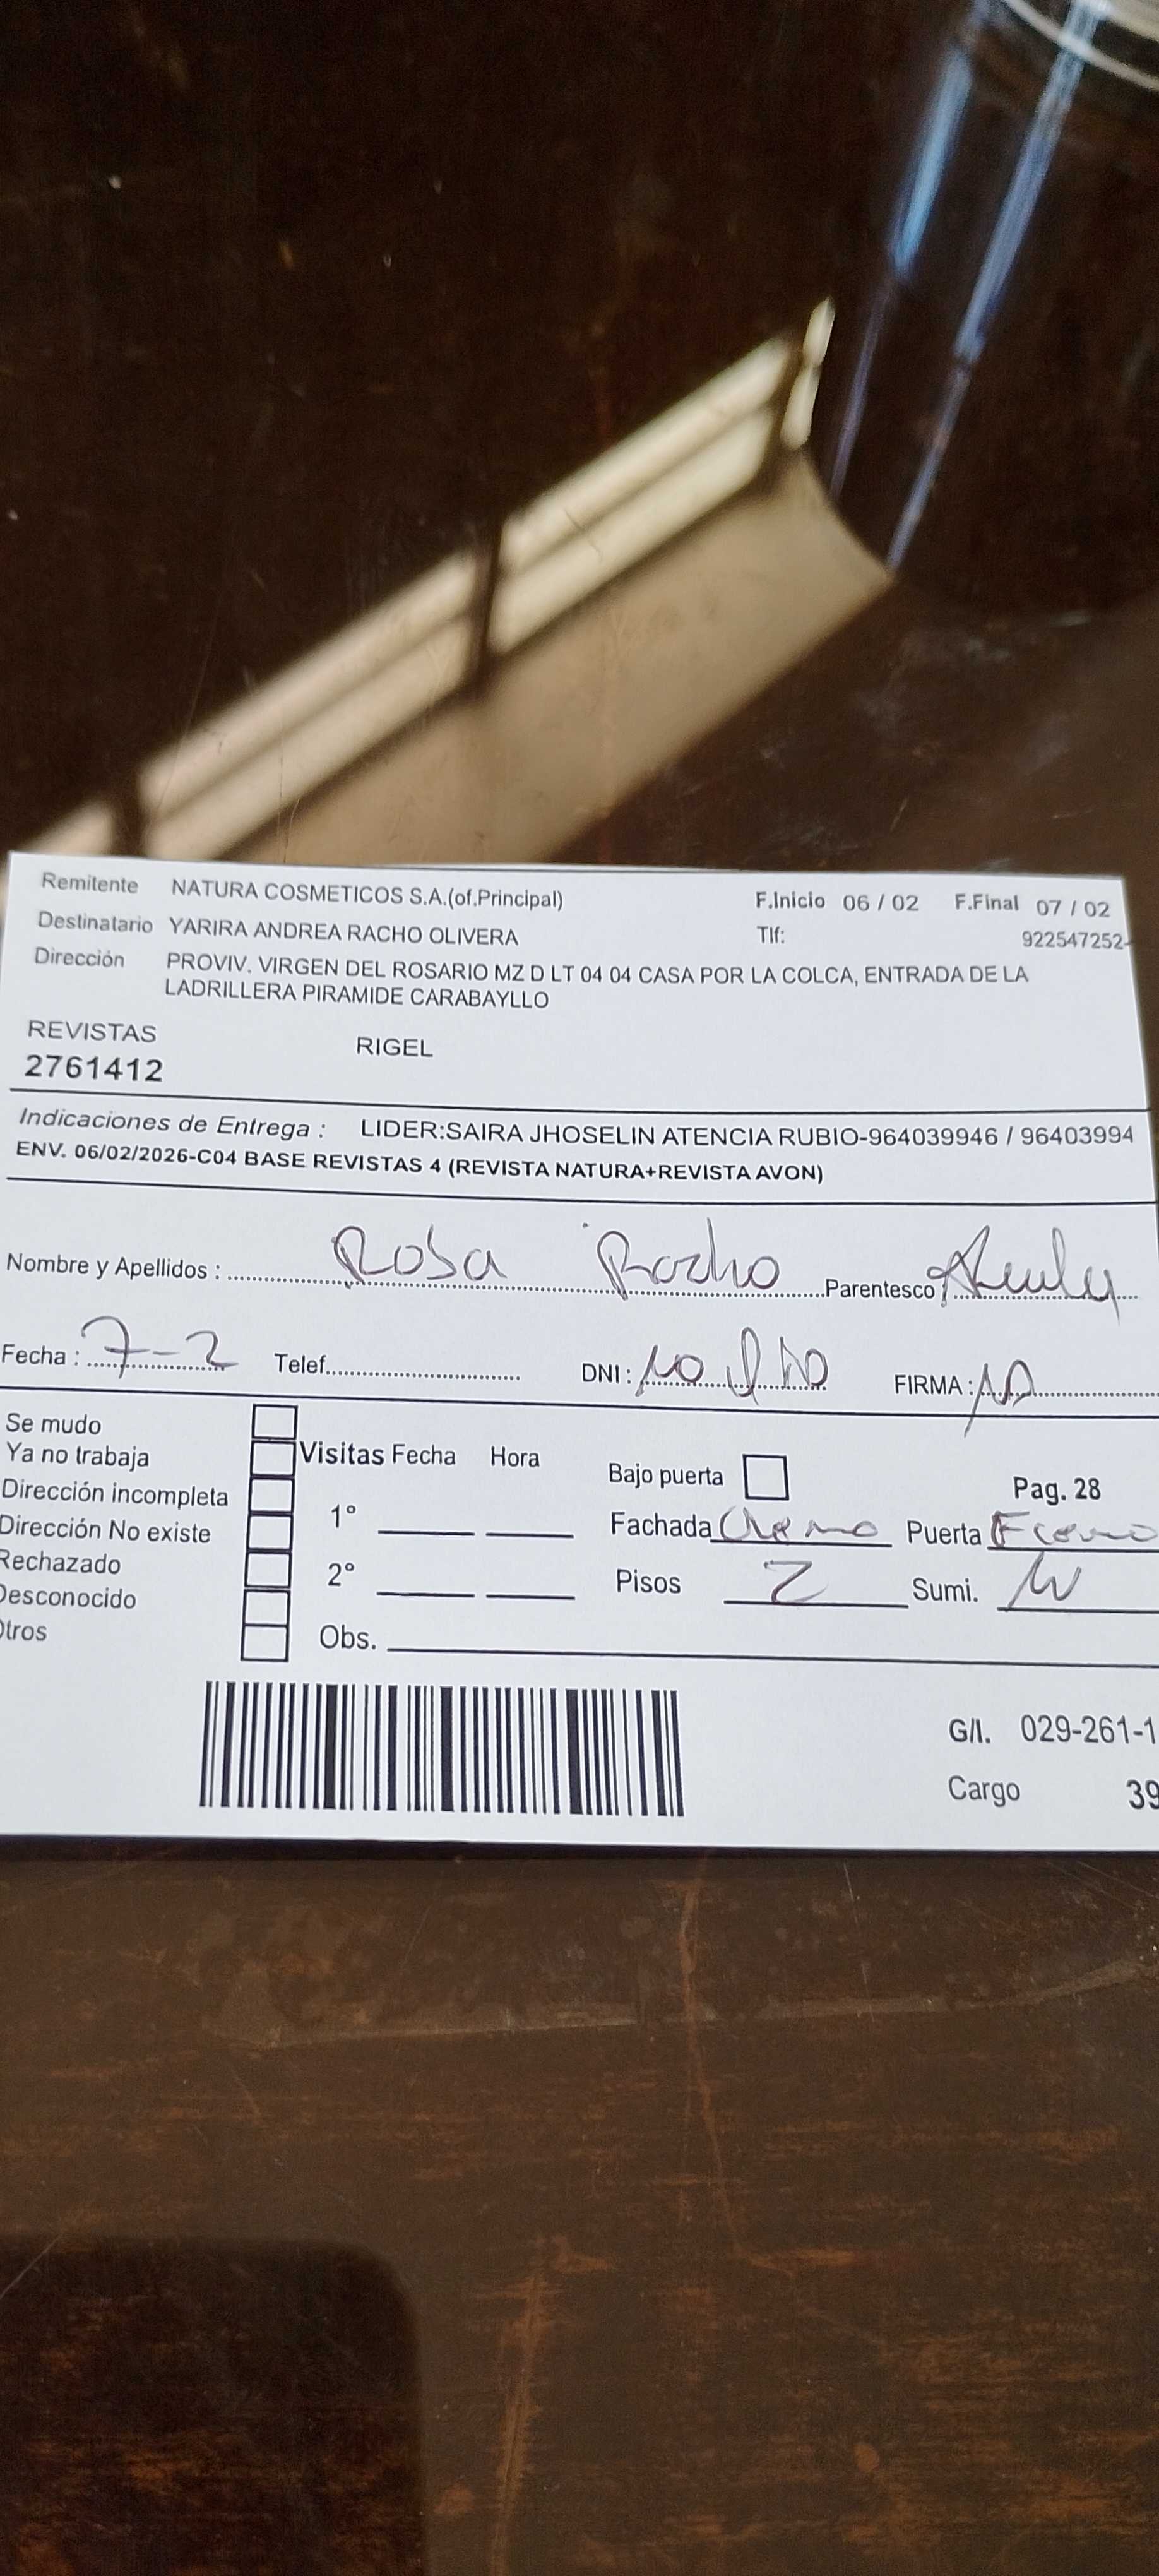 Remitente NATURA COSMETICOS S.A.(of.Principal) F.Inicio 06 / 02 F.Final 07 / 02
Destinatario YARIRA ANDREA RACHO OLIVERA Tlf: 922547252-
Dirección PROVIV. VIRGEN DEL ROSARIO MZ D LT 04 04 CASA POR LA COLCA, ENTRADA DE LA
LADRILLERA PIRAMIDE CARABAYLLO
REVISTAS RIGEL
2761412
Indicaciones de Entrega : LIDER:SAIRA JHOSELIN ATENCIA RUBIO-964039946 / 96403994
ENV. 06/02/2026-C04 BASE REVISTAS 4 (REVISTA NATURA+REVISTA AVON)
Nombre y Apellidos : Rosa Racho Parentesco
Fecha : 7-2 Telef. DNI : FIRMA :
Se mudo
Ya no trabaja Visitas Fecha Hora Bajo puerta Pag. 28
Dirección incompleta 1° Fachada Puerta
Dirección No existe
Rechazado 2° Pisos 2 Sumi.
Desconocido
Otros Obs.
G/I. 029-261-1
Cargo 39